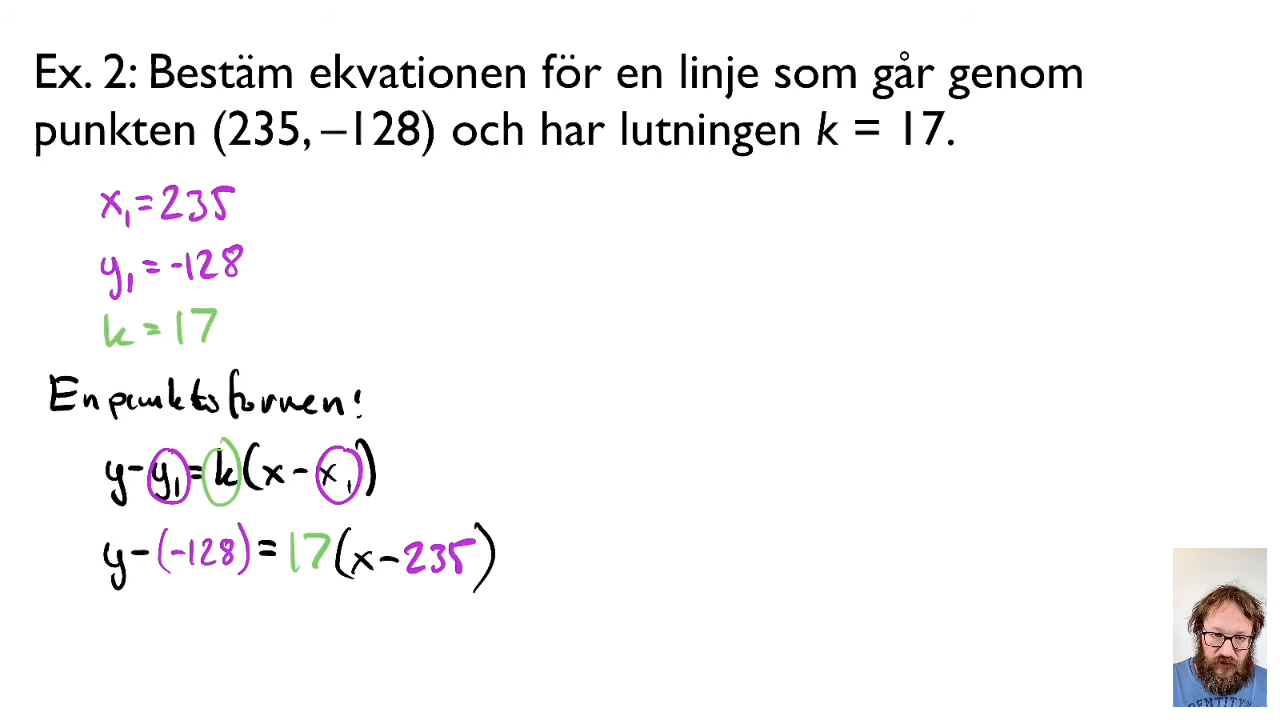 Ex. 2: Bestäm ekvationen för en linje som går genom
punkten (235, –128) och har lutningen k = 17.
x₁=235
y₁=-128
k=17
Enpunktsformen:
y-y₁=k(x-x₁)
y-(-128)=17(x-235)